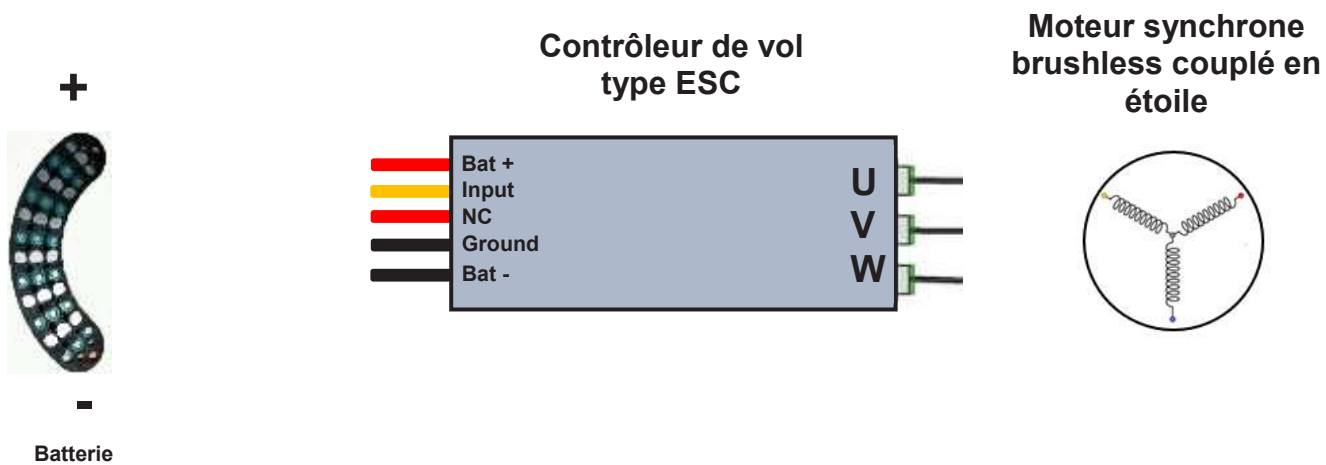 Contrôleur de vol
type ESC
Moteur synchrone
brushless couplé en
étoile
+
-
Batterie
Bat +
Input
NC
Ground
Bat -
U
V
W